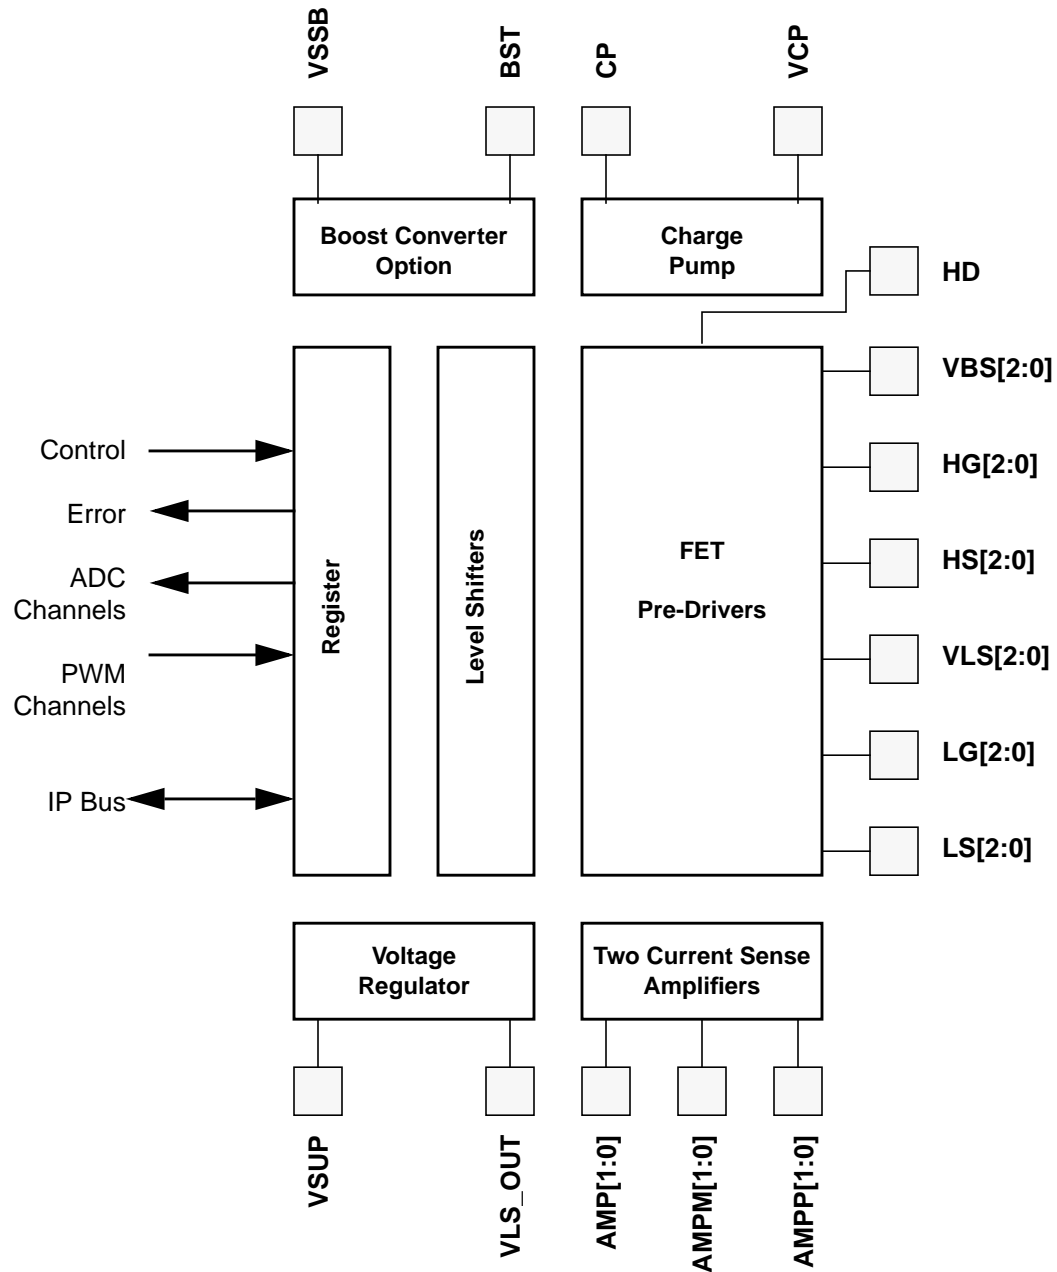 VSSB
BST
CP
VCP
Boost Converter
Option
Charge
Pump
HD
VBS[2:0]
HG[2:0]
HS[2:0]
VLS[2:0]
LG[2:0]
LS[2:0]
Control
Error
ADC
Channels
PWM
Channels
IP Bus
Register
Level Shifters
FET
Pre-Drivers
Voltage
Regulator
Two Current Sense
Amplifiers
VSUP
VLS_OUT
AMP[1:0]
AMPM[1:0]
AMPP[1:0]